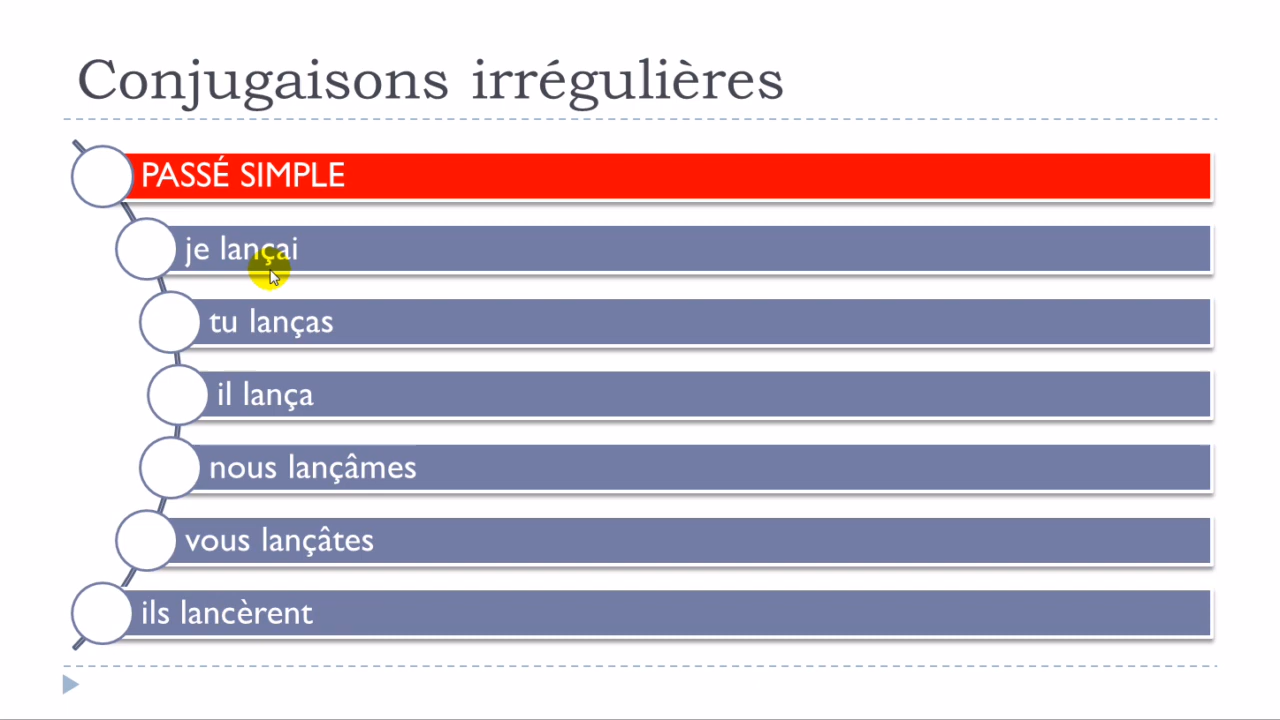 Conjugaisons irrégulières
PASSÉ SIMPLE
je lançai
tu lanças
il lança
nous lançâmes
vous lançâtes
ils lancèrent